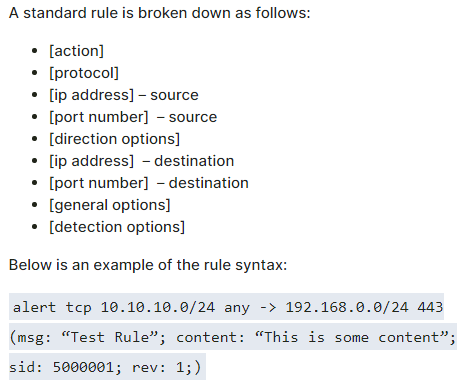 A standard rule is broken down as follows:
• [action]
• [protocol]
• [ip address] – source
• [port number]  – source
• [direction options]
• [ip address]  – destination
• [port number]  – destination
• [general options]
• [detection options]
Below is an example of the rule syntax:
alert tcp 10.10.10.0/24 any -> 192.168.0.0/24 443
(msg: “Test Rule”; content: “This is some content”;
sid: 5000001; rev: 1;)